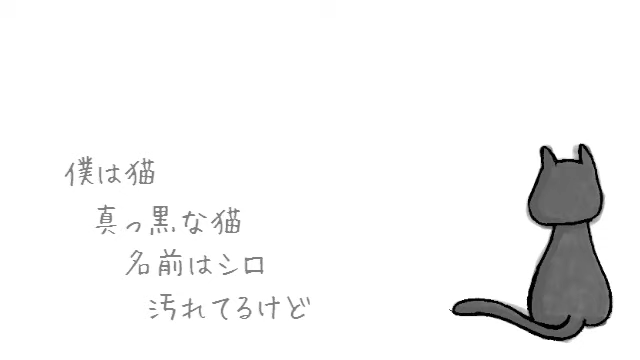 僕は猫
真っ黒な猫
名前はシロ
汚れてるけど